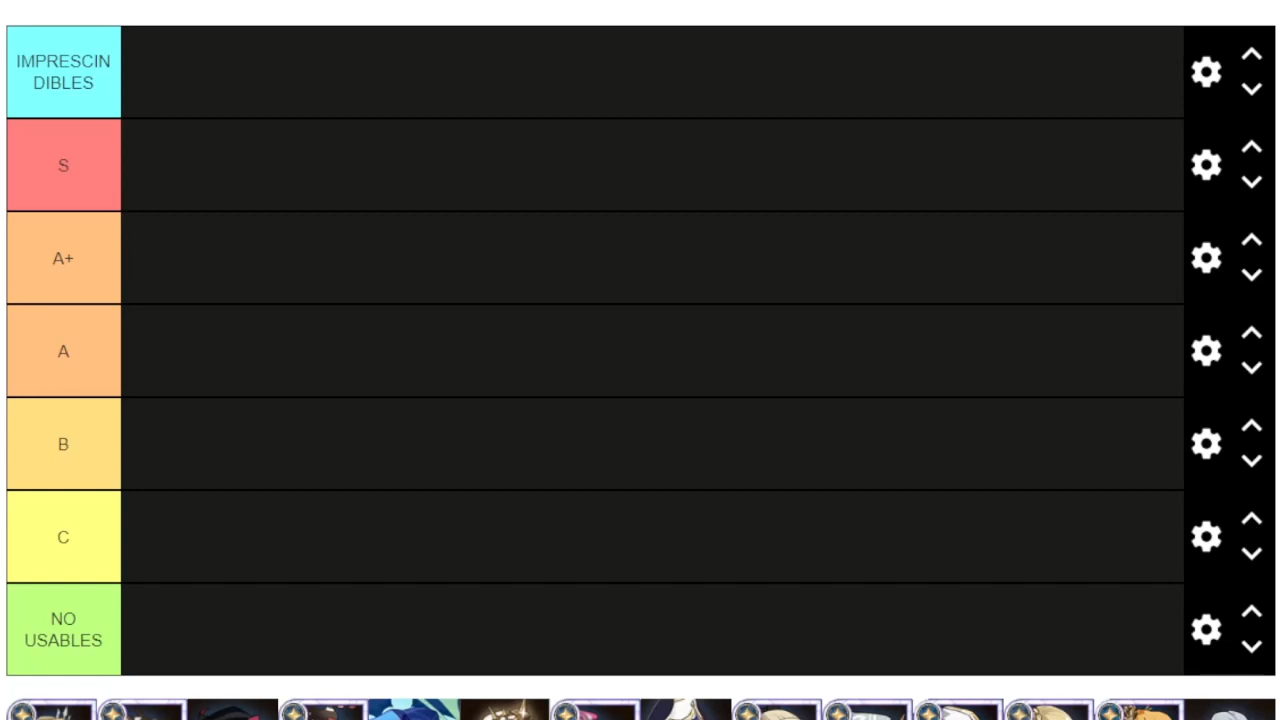 IMPRESCIN
DIBLES
S
A+
A
B
C
NO
USABLES